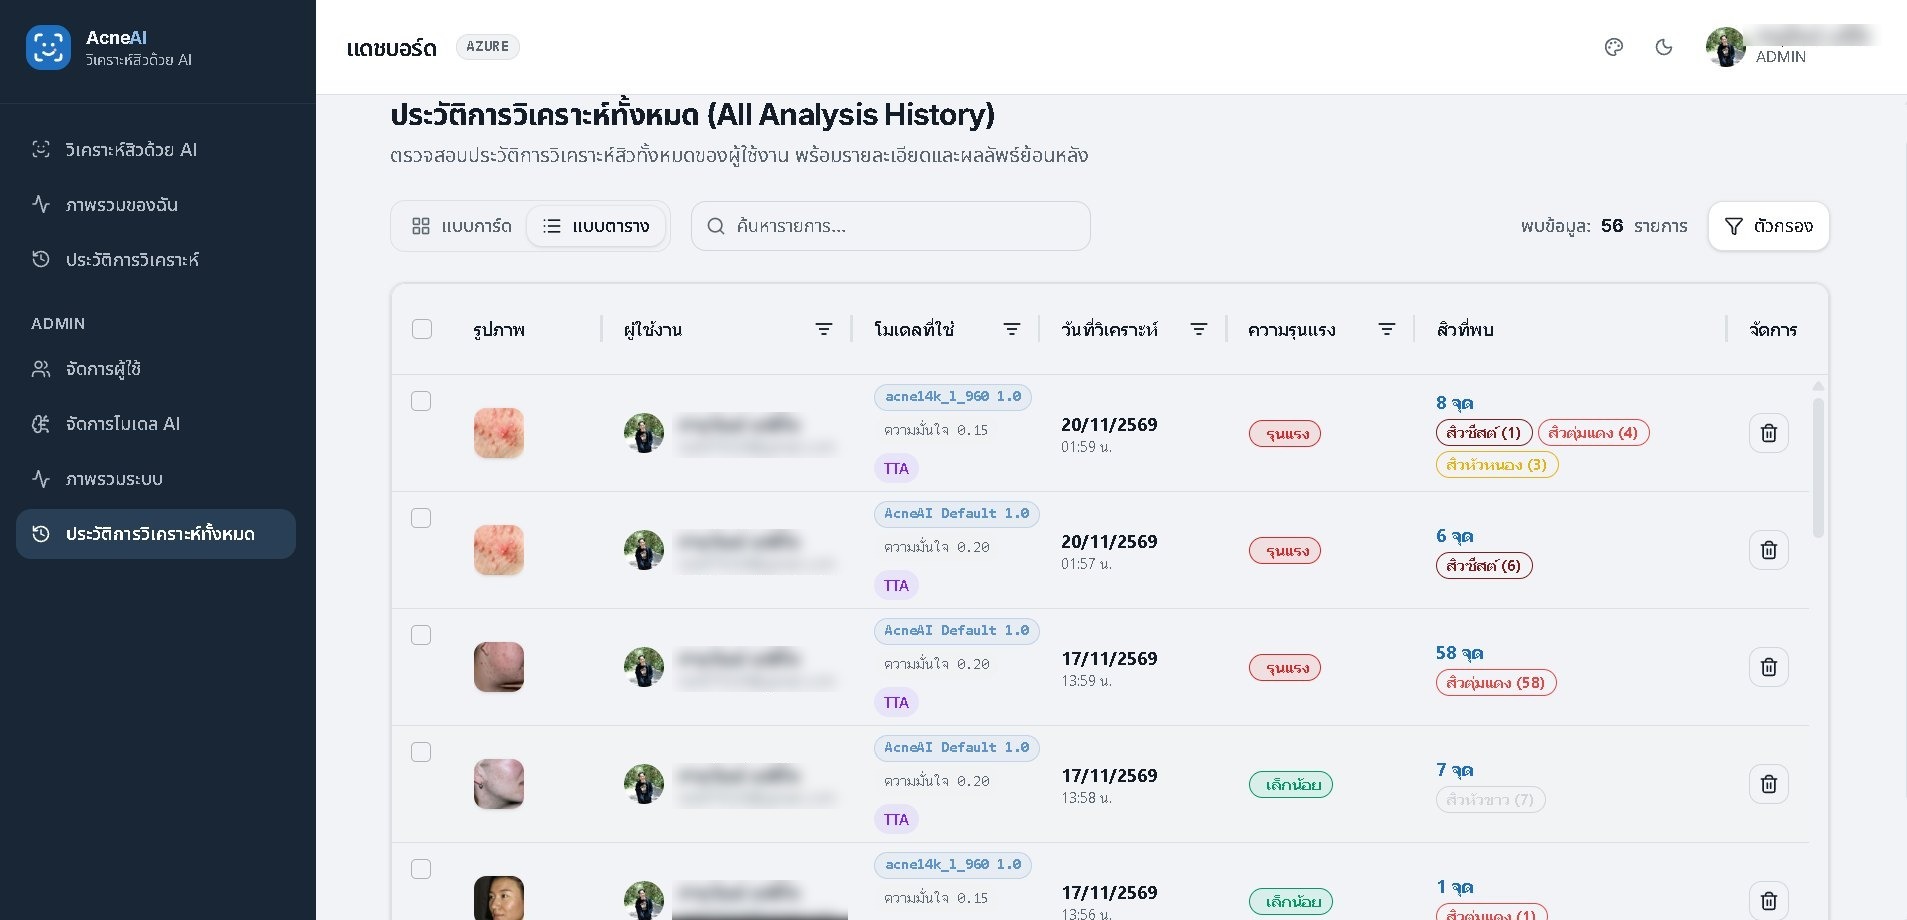 AcneAI
วิเคราะห์สิวด้วย AI
วิเคราะห์สิวด้วย AI
ภาพรวมของฉัน
ประวัติการวิเคราะห์
ADMIN
จัดการผู้ใช้
จัดการโมเดล AI
ภาพรวมระบบ
ประวัติการวิเคราะห์ทั้งหมด
แดชบอร์ด AZURE
ADMIN
ประวัติการวิเคราะห์ทั้งหมด (All Analysis History)
ตรวจสอบประวัติการวิเคราะห์สิวทั้งหมดของผู้ใช้งาน พร้อมรายละเอียดและผลลัพธ์ย้อนหลัง
แบบการ์ด แบบตาราง ค้นหารายการ... พบข้อมูล: 56 รายการ ตัวกรอง
รูปภาพ ผู้ใช้งาน โมเดลที่ใช้ วันที่วิเคราะห์ ความรุนแรง สิวที่พบ จัดการ
acne14k_l_960 1.0
ความมั่นใจ 0.15
TTA
20/11/2569
01:59 น.
รุนแรง
8 จุด
สิวซีสต์ (1) สิวตุ่มแดง (4)
สิวหัวหนอง (3)
AcneAI Default 1.0
ความมั่นใจ 0.20
TTA
20/11/2569
01:57 น.
รุนแรง
6 จุด
สิวซีสต์ (6)
AcneAI Default 1.0
ความมั่นใจ 0.20
TTA
17/11/2569
13:59 น.
รุนแรง
58 จุด
สิวตุ่มแดง (58)
AcneAI Default 1.0
ความมั่นใจ 0.20
TTA
17/11/2569
13:58 น.
เล็กน้อย
7 จุด
สิวหัวขาว (7)
acne14k_l_960 1.0
ความมั่นใจ 0.15
17/11/2569
13:56 น.
เล็กน้อย
1 จุด
สิวตุ่มแดง (1)